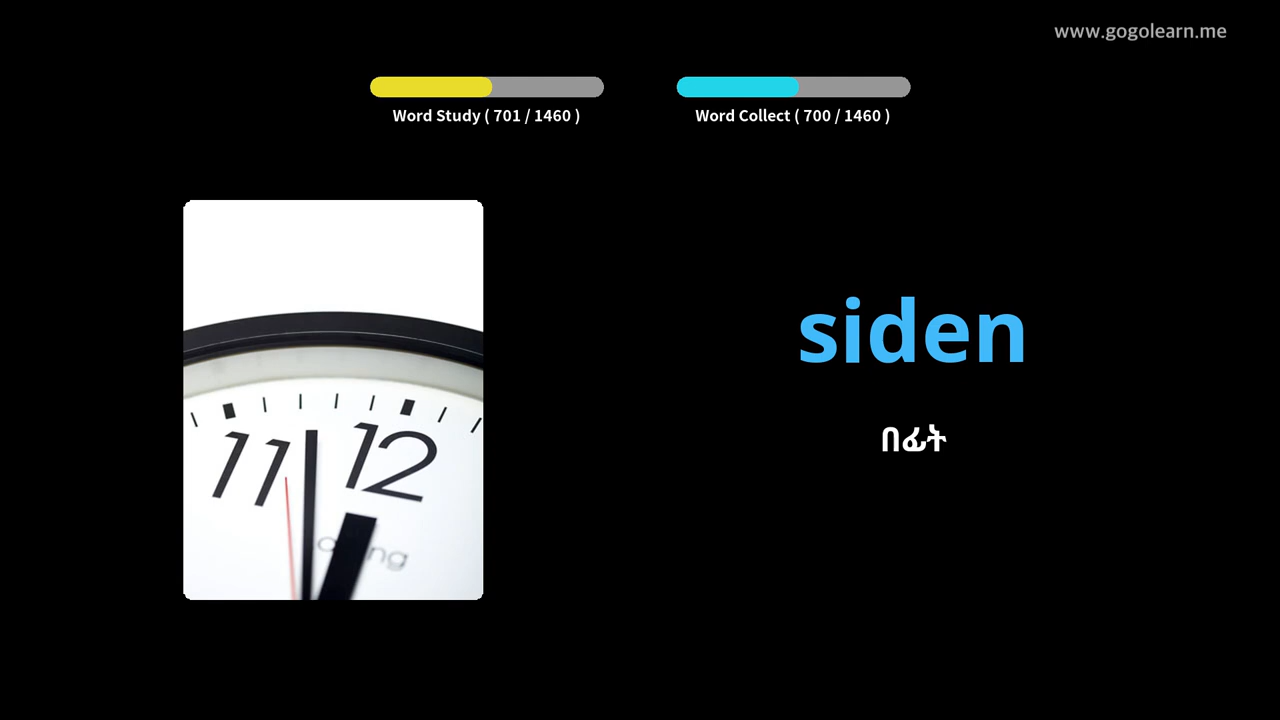 www.gogolearn.me
Word Study ( 701 / 1460 )
Word Collect ( 700 / 1460 )
siden
በፊት
11 12